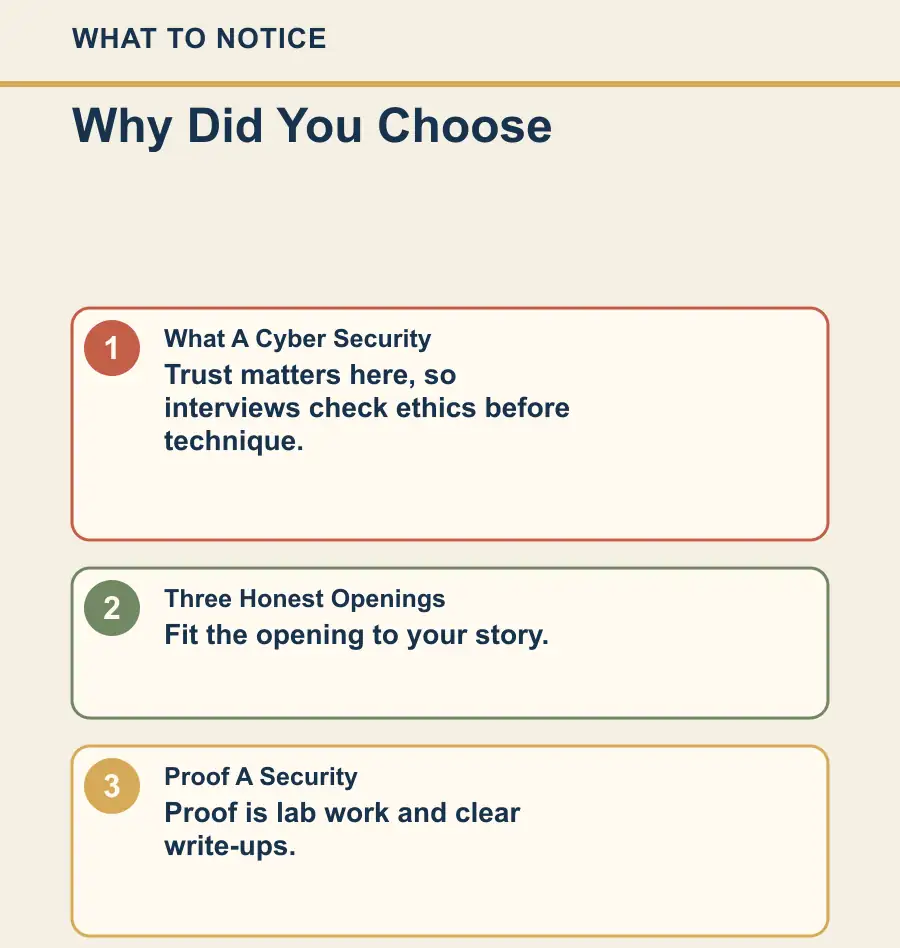 WHAT TO NOTICE
Why Did You Choose
1
What A Cyber Security
Trust matters here, so
interviews check ethics before
technique.
2
Three Honest Openings
Fit the opening to your story.
3
Proof A Security
Proof is lab work and clear
write-ups.